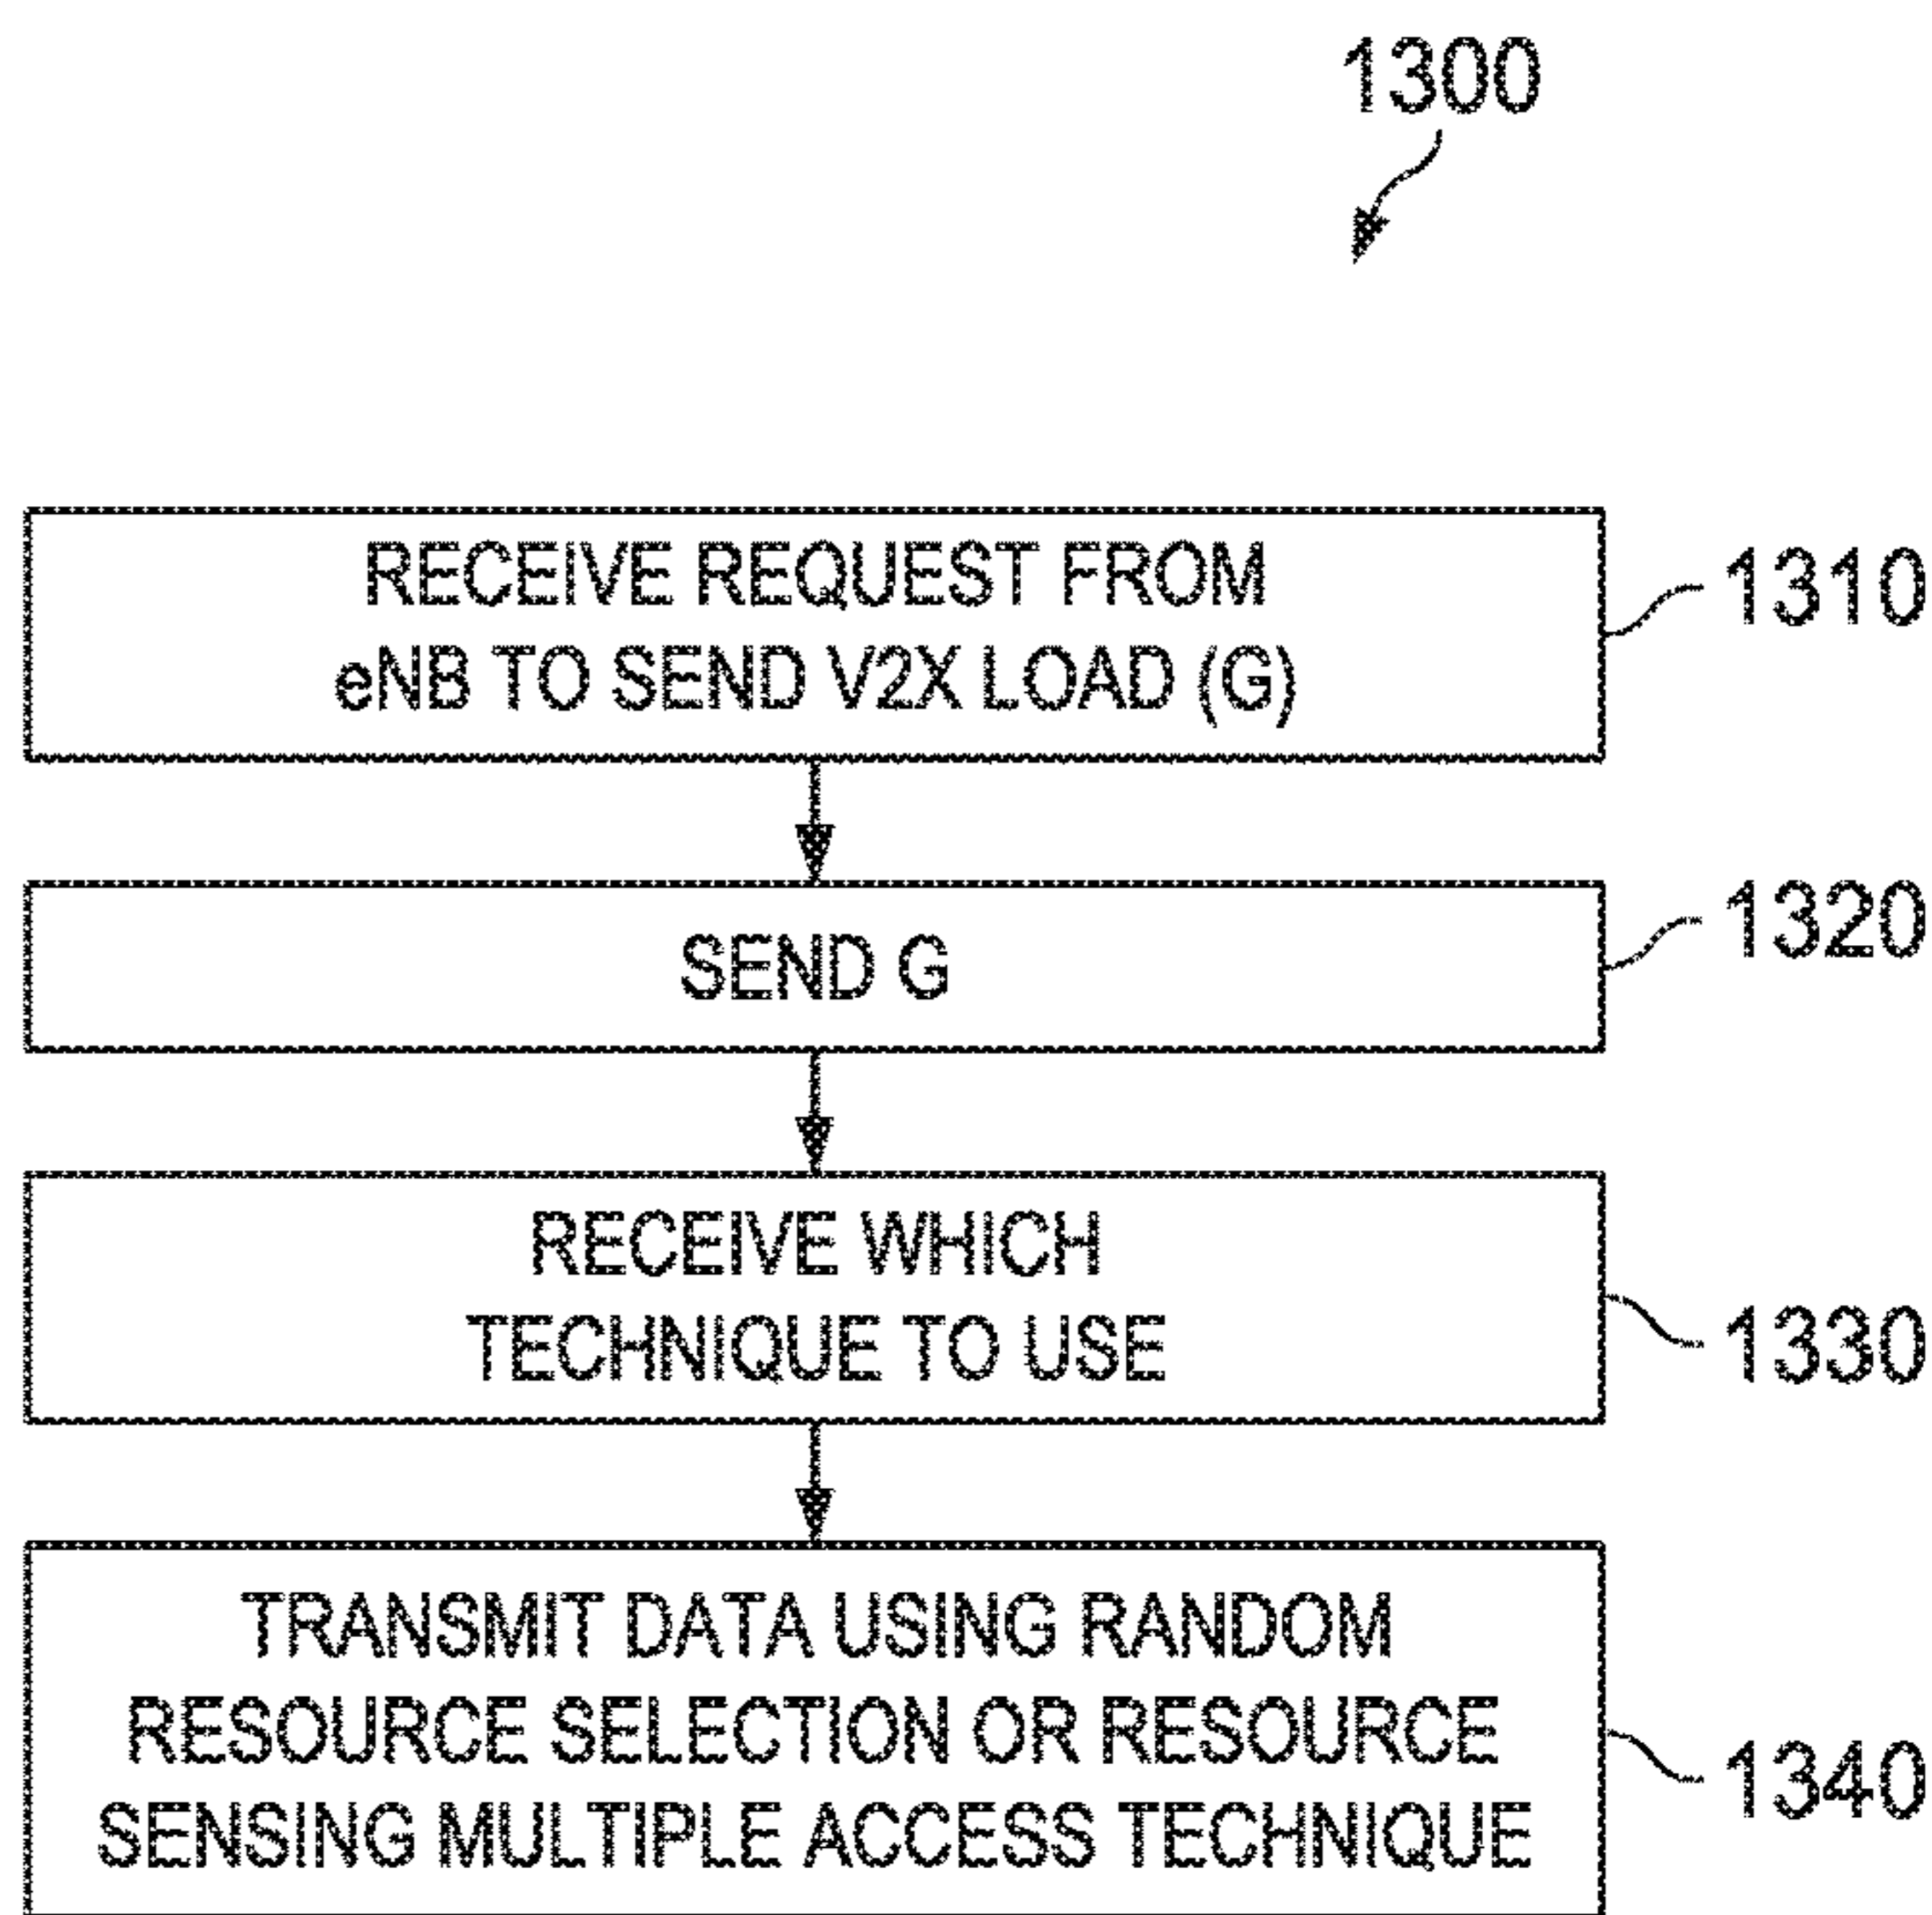 1300
RECEIVE REQUEST FROM
eNB TO SEND V2X LOAD (G)
1310
SEND G
1320
RECEIVE WHICH
TECHNIQUE TO USE
1330
TRANSMIT DATA USING RANDOM
RESOURCE SELECTION OR RESOURCE
SENSING MULTIPLE ACCESS TECHNIQUE
1340